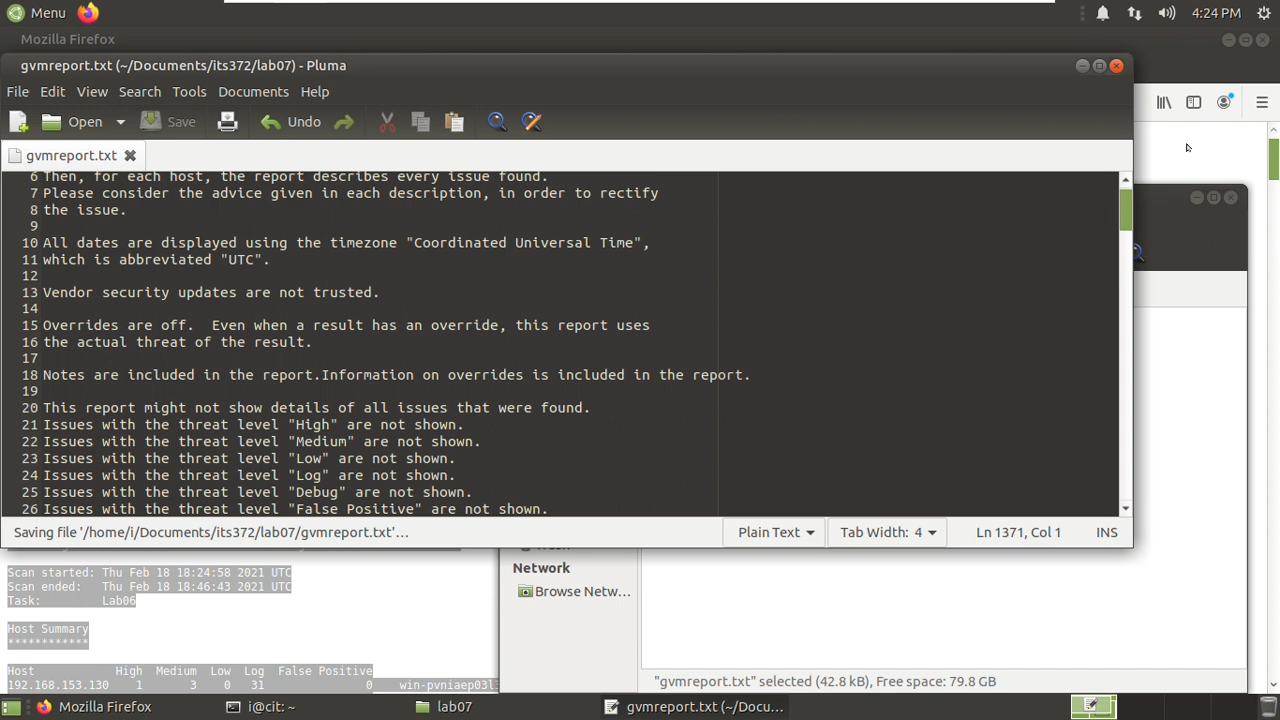 Menu
4:24 PM
Mozilla Firefox
gvmreport.txt (~/Documents/its372/lab07) - Pluma
File Edit View Search Tools Documents Help
Open Save Undo
gvmreport.txt
6 Then, for each host, the report describes every issue found.
7 Please consider the advice given in each description, in order to rectify
8 the issue.
9
10 All dates are displayed using the timezone "Coordinated Universal Time",
11 which is abbreviated "UTC".
12
13 Vendor security updates are not trusted.
14
15 Overrides are off.  Even when a result has an override, this report uses
16 the actual threat of the result.
17
18 Notes are included in the report.Information on overrides is included in the report.
19
20 This report might not show details of all issues that were found.
21 Issues with the threat level "High" are not shown.
22 Issues with the threat level "Medium" are not shown.
23 Issues with the threat level "Low" are not shown.
24 Issues with the threat level "Log" are not shown.
25 Issues with the threat level "Debug" are not shown.
26 Issues with the threat level "False Positive" are not shown.
Saving file '/home/i/Documents/its372/lab07/gvmreport.txt'…
Plain Text Tab Width: 4 Ln 1371, Col 1 INS
Scan started: Thu Feb 18 18:24:58 2021 UTC
Scan ended:   Thu Feb 18 18:46:43 2021 UTC
Task:         Lab06
Host Summary
************
Host High Medium Low Log False Positive
192.168.153.130 1 3 0 31 0
Network
Browse Netw…
"gvmreport.txt" selected (42.8 kB), Free space: 79.8 GB
Mozilla Firefox i@cit: ~ lab07 gvmreport.txt (~/Docu…